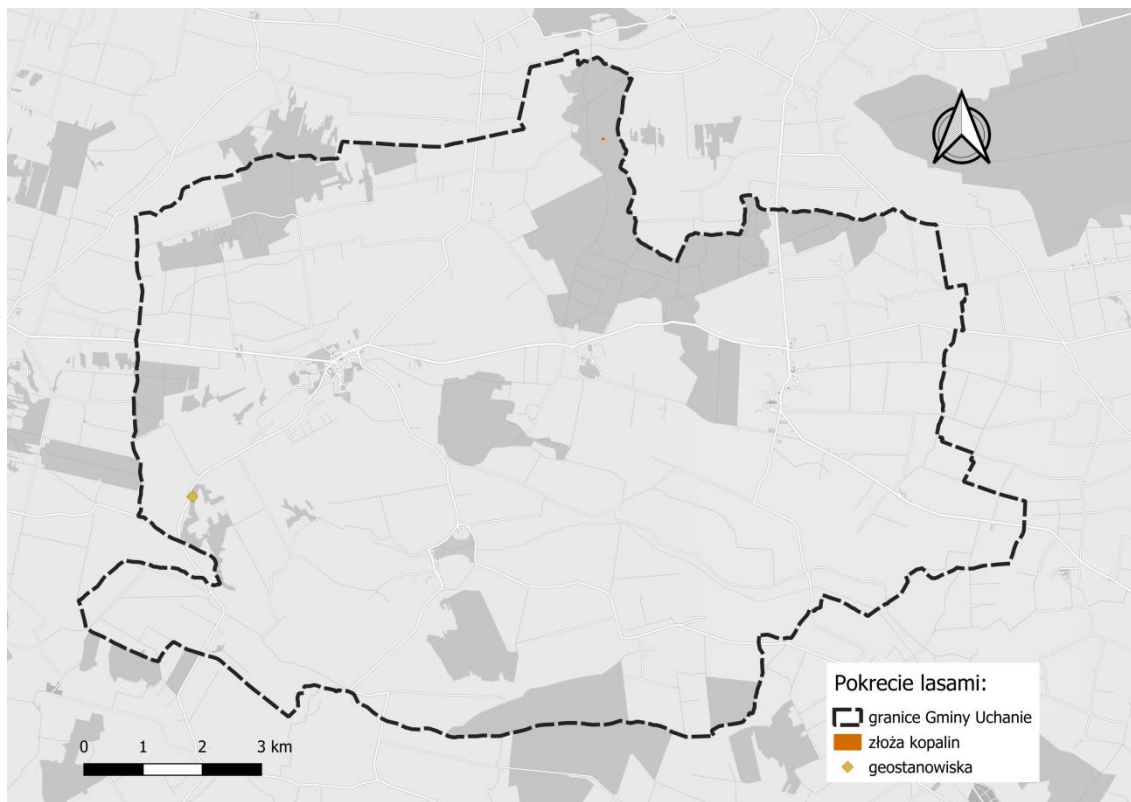 Pokrecie lasami:
granice Gminy Uchanie
złoża kopalin
geostanowiska
0 1 2 3 km